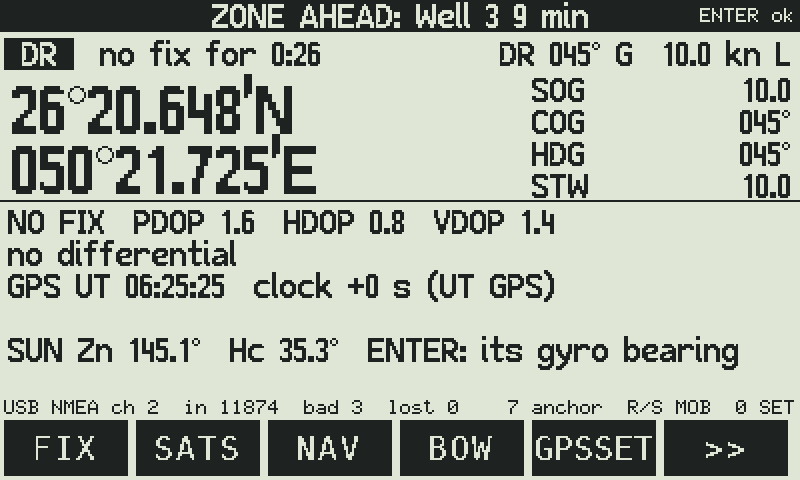 ZONE AHEAD: Well 3 9 min ENTER ok
DR no fix for 0:26 DR 045° G 10.0 kn L
26°20.648'N
050°21.725'E
SOG 10.0
COG 045°
HDG 045°
STW 10.0
NO FIX PDOP 1.6 HDOP 0.8 VDOP 1.4
no differential
GPS UT 06:25:25 clock +0 s (UT GPS)
SUN Zn 145.1° Hc 35.3° ENTER: its gyro bearing
USB NMEA ch 2 in 11874 bad 3 lost 0 7 anchor R/S MOB 0 SET
FIX SATS NAV BOW GPSSET >>